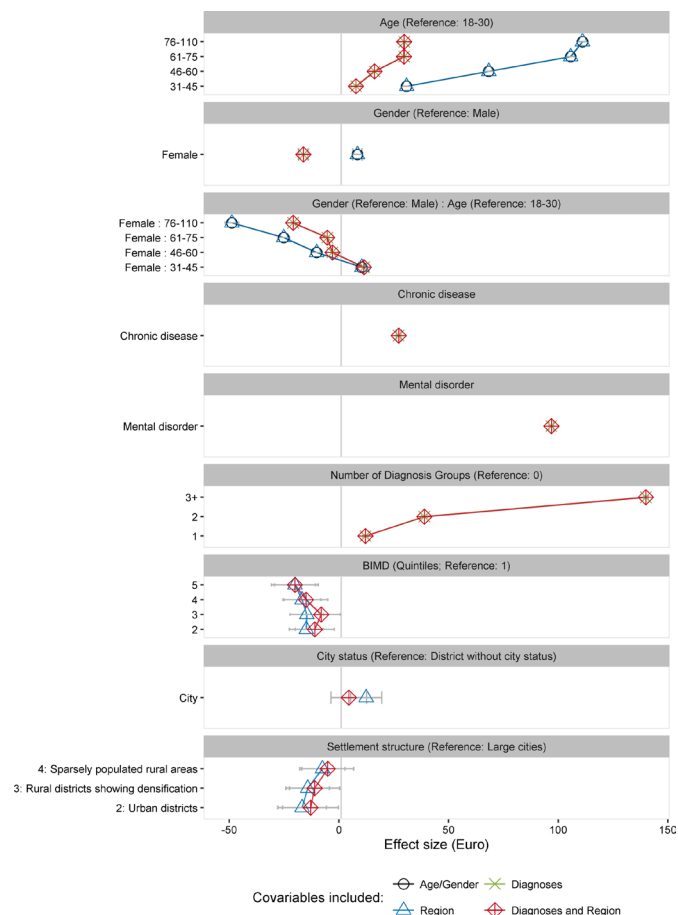 Age (Reference: 18-30)
76-110
61-75
46-60
31-45
Gender (Reference: Male)
Female
Gender (Reference: Male) : Age (Reference: 18-30)
Female : 76-110
Female : 61-75
Female : 46-60
Female : 31-45
Chronic disease
Chronic disease
Mental disorder
Mental disorder
Number of Diagnosis Groups (Reference: 0)
3+
2
1
BIMD (Quintiles; Reference: 1)
5
4
3
2
City status (Reference: District without city status)
City
Settlement structure (Reference: Large cities)
4: Sparsely populated rural areas
3: Rural districts showing densification
2: Urban districts
-50 0 50 100 150
Effect size (Euro)
Covariables included:
Age/Gender Diagnoses
Region Diagnoses and Region